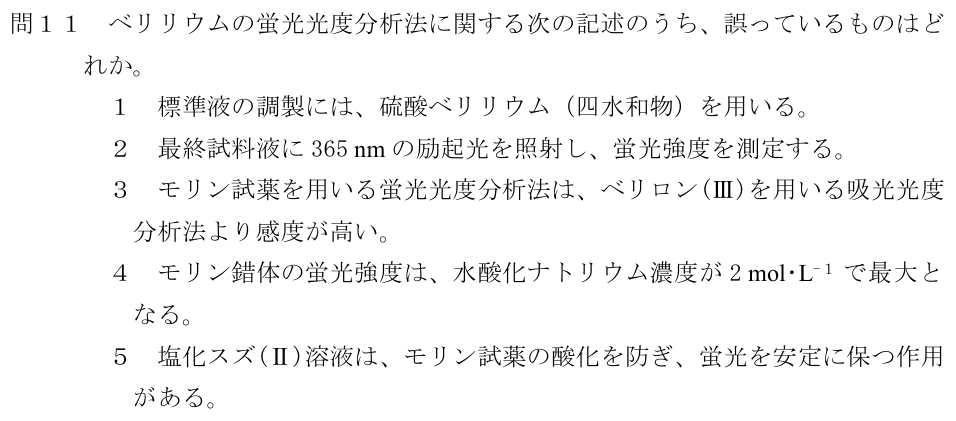 問１１　ベリリウムの蛍光光度分析法に関する次の記述のうち、誤っているものはど
れか。
１　標準液の調製には、硫酸ベリリウム（四水和物）を用いる。
２　最終試料液に 365 nm の励起光を照射し、蛍光強度を測定する。
３　モリン試薬を用いる蛍光光度分析法は、ベリロン(Ⅲ)を用いる吸光光度
分析法より感度が高い。
４　モリン錯体の蛍光強度は、水酸化ナトリウム濃度が 2 mol･L⁻¹ で最大と
なる。
５　塩化スズ(Ⅱ)溶液は、モリン試薬の酸化を防ぎ、蛍光を安定に保つ作用
がある。